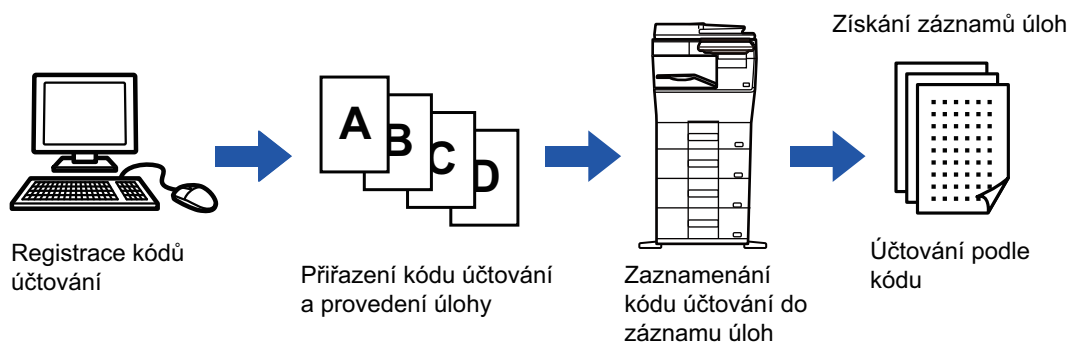 Získání záznamů úloh
A
B
C
D
Registrace kódů
účtování
Přiřazení kódu účtování
a provedení úlohy
Zaznamenání
kódu účtování do
záznamu úloh
Účtování podle
kódu